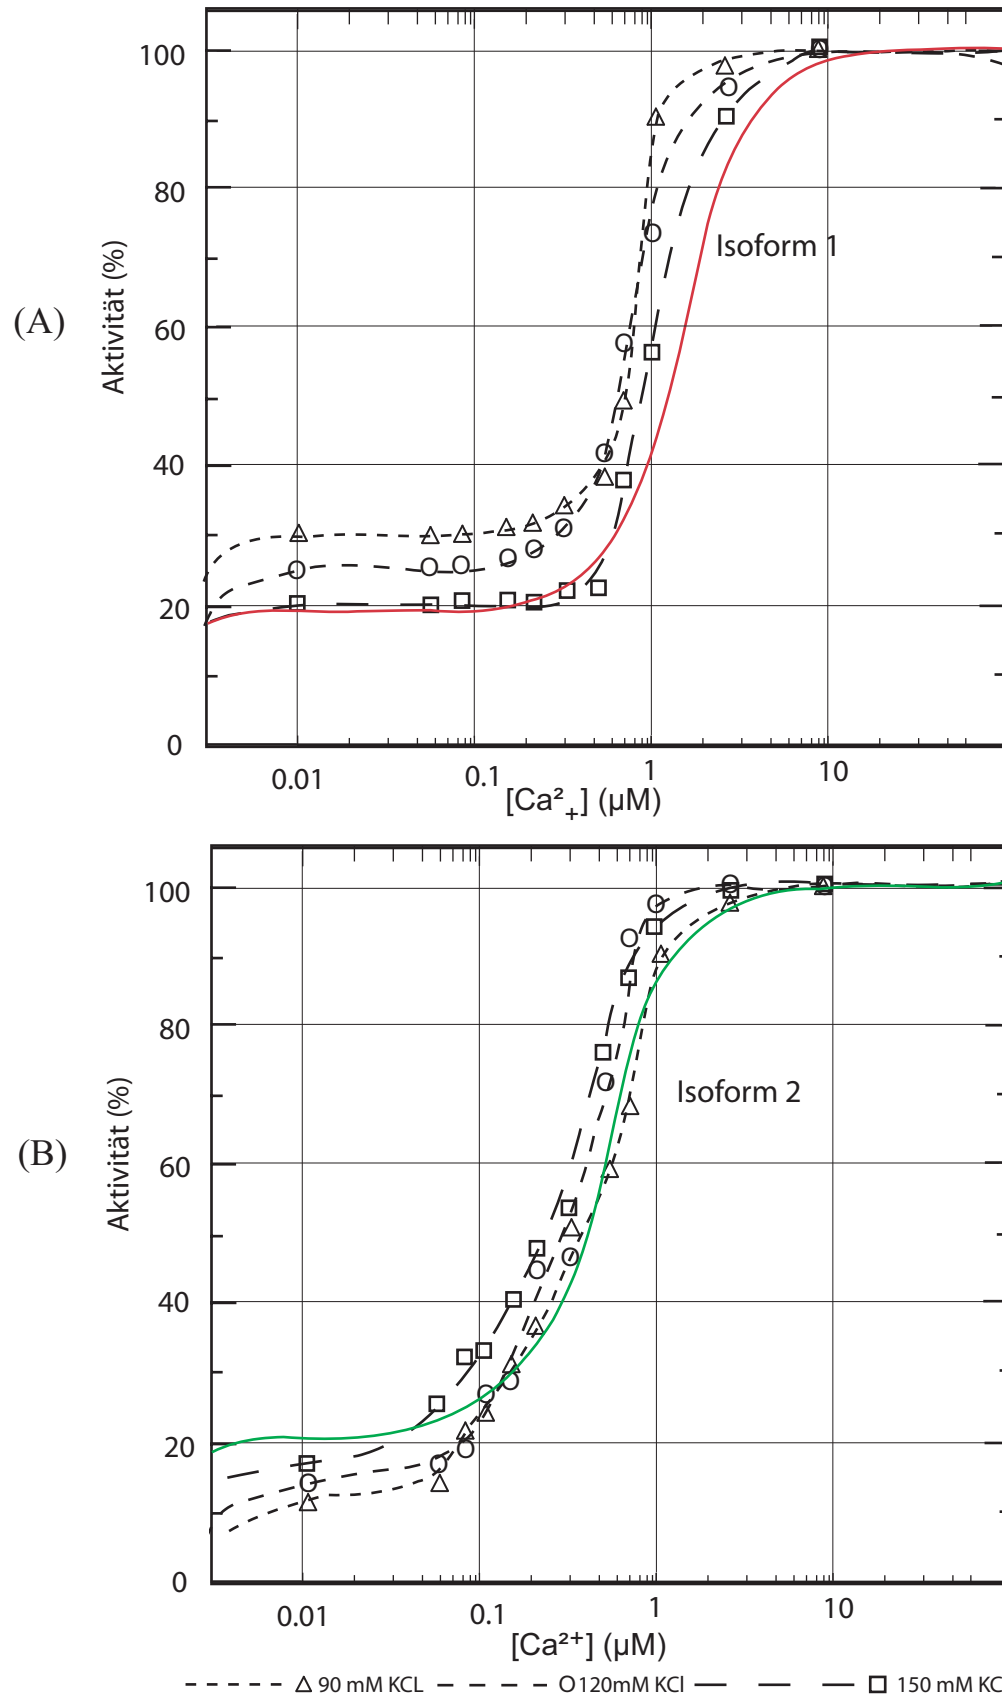 (A)
Aktivität (%)
100
80
60
40
20
0
Isoform 1
0.01 0.1 1 10
[Ca²₊] (µM)
(B)
Aktivität (%)
100
80
60
40
20
0
Isoform 2
0.01 0.1 1 10
[Ca²⁺] (µM)
90 mM KCL 120mM KCl 150 mM KC